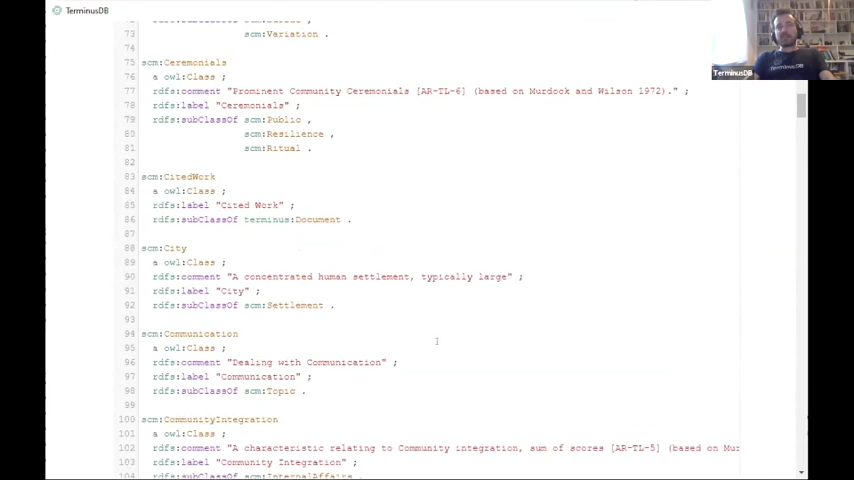 TerminusDB
73 scm:Variation .
74
75 scm:Ceremonials
76 a owl:Class ;
77 rdfs:comment "Prominent Community Ceremonials [AR-TL-6] (based on Murdock and Wilson 1972)." ;
78 rdfs:label "Ceremonials" ;
79 rdfs:subClassOf scm:Public ,
80 scm:Resilience ,
81 scm:Ritual .
82
83 scm:CitedWork
84 a owl:Class ;
85 rdfs:label "Cited Work" ;
86 rdfs:subClassOf terminus:Document .
87
88 scm:City
89 a owl:Class ;
90 rdfs:comment "A concentrated human settlement, typically large" ;
91 rdfs:label "City" ;
92 rdfs:subClassOf scm:Settlement .
93
94 scm:Communication
95 a owl:Class ;
96 rdfs:comment "Dealing with Communication" ;
97 rdfs:label "Communication" ;
98 rdfs:subClassOf scm:Topic .
99
100 scm:CommunityIntegration
101 a owl:Class ;
102 rdfs:comment "A characteristic relating to Community integration, sum of scores [AR-TL-5] (based on Mu
103 rdfs:label "Community Integration" ;
104 rdfs:subClassOf scm:InternalAffairs
TerminusDB
TerminusDB